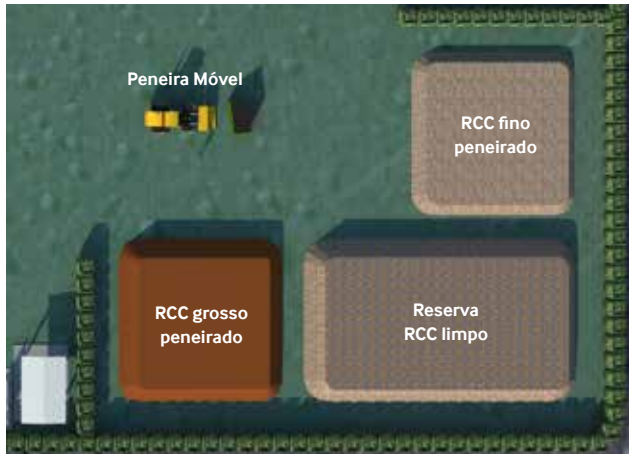 Peneira Móvel
RCC fino
peneirado
RCC grosso
peneirado
Reserva
RCC limpo